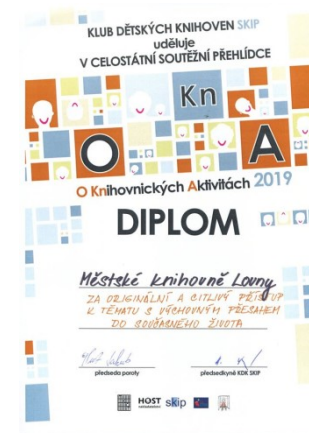 KLUB DĚTSKÝCH KNIHOVEN SKIP
uděluje
V CELOSTÁTNÍ SOUTĚŽNÍ PŘEHLÍDCE
Kn
O
A
O Knihovnických Aktivitách 2019
DIPLOM
Městské knihovně Louny
ZA ORIGINÁLNÍ A CITLIVÝ PŘÍSTUP
K TÉMATU S VÝCHOVNÝM PŘESAHEM
DO SOUČASNÉHO ŽIVOTA
předseda poroty
předsedkyně KDK SKIP
HOST skip